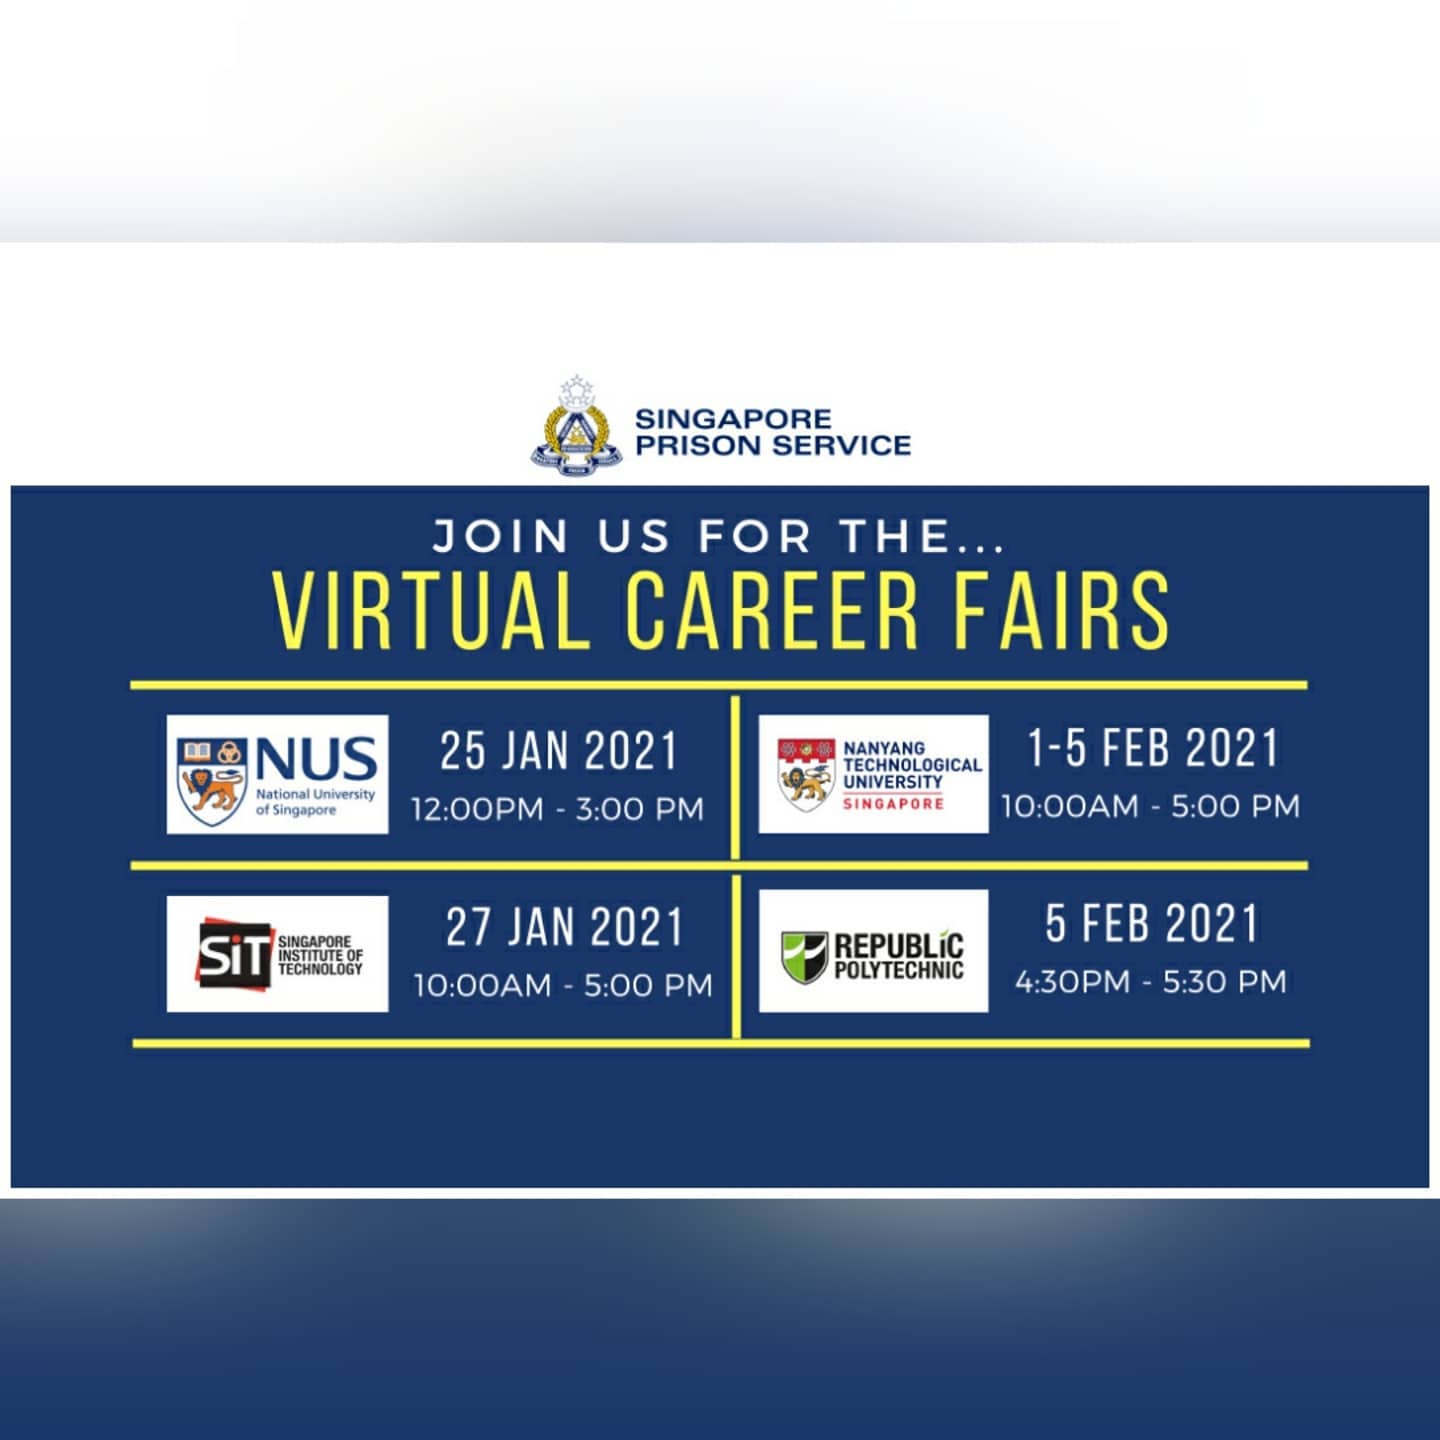 SINGAPORE
PRISON SERVICE
JOIN US FOR THE...
VIRTUAL CAREER FAIRS
NUS
National University
of Singapore
25 JAN 2021
12:00PM - 3:00 PM
NANYANG
TECHNOLOGICAL
UNIVERSITY
SINGAPORE
1-5 FEB 2021
10:00AM - 5:00 PM
SiT
SINGAPORE
INSTITUTE OF
TECHNOLOGY
27 JAN 2021
10:00AM - 5:00 PM
REPUBLIC
POLYTECHNIC
5 FEB 2021
4:30PM - 5:30 PM